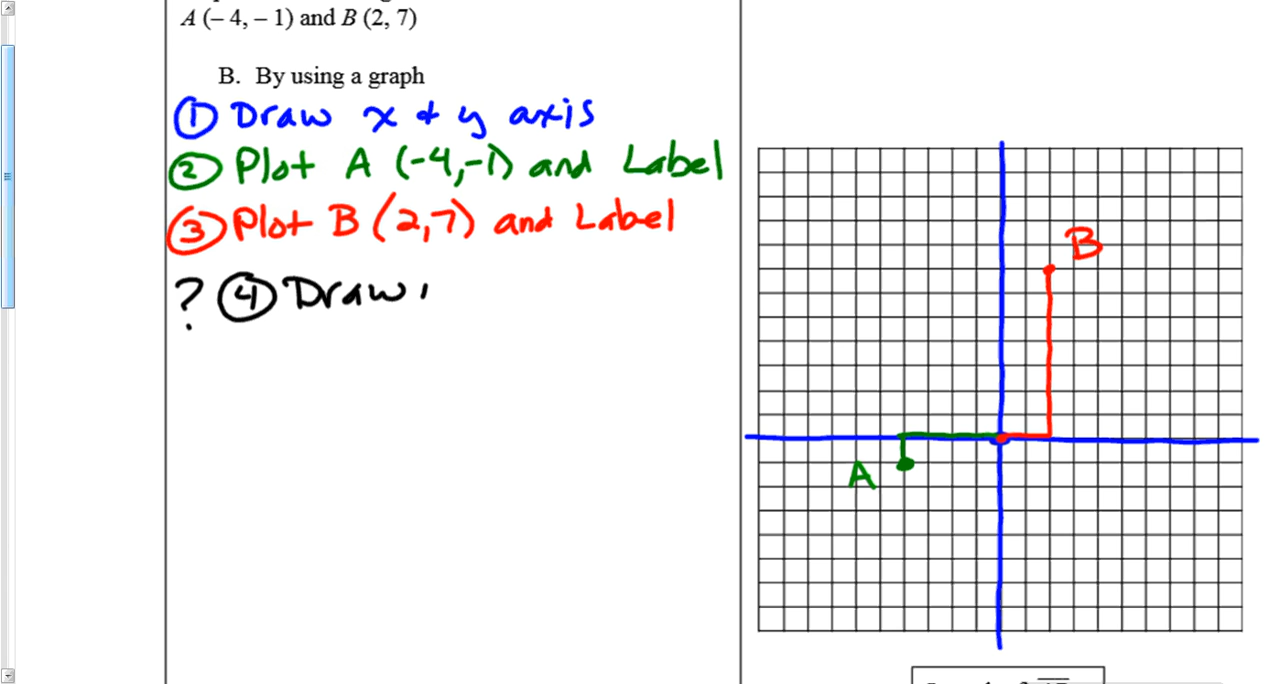 A (– 4, – 1) and B (2, 7)
B. By using a graph
① Draw x & y axis
② Plot A (-4,-1) and Label
③ Plot B (2,7) and Label
? ④ Draw
B
A